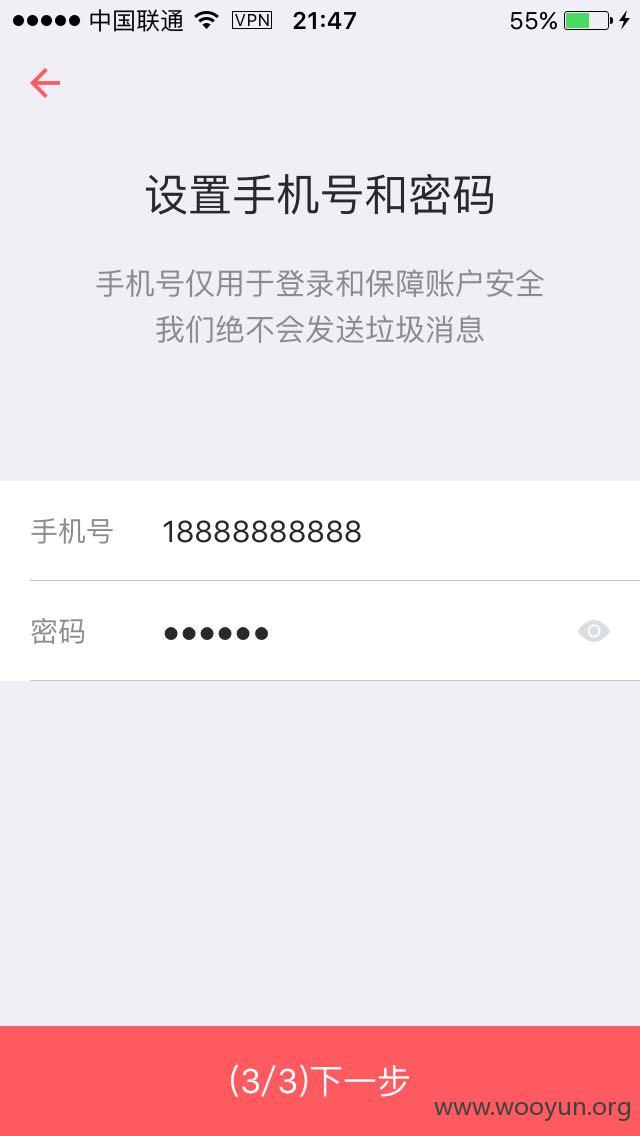 中国联通 VPN 21:47 55%
设置手机号和密码
手机号仅用于登录和保障账户安全
我们绝不会发送垃圾消息
手机号 18888888888
密码 ●●●●●●
(3/3)下一步
www.wooyun.org